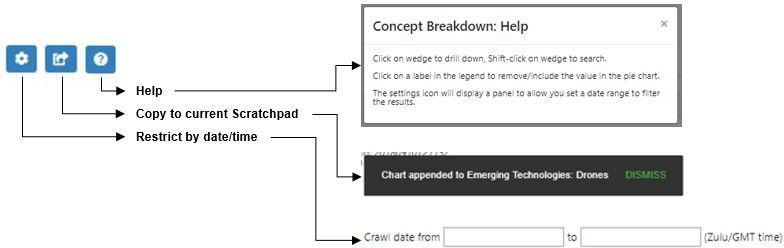 Concept Breakdown: Help ×
Click on wedge to drill down, Shift-click on wedge to search.
Click on a label in the legend to remove/include the value in the pie chart.
The settings icon will display a panel to allow you set a date range to filter
the results.
?
Help
Copy to current Scratchpad
Restrict by date/time
Chart appended to Emerging Technologies: Drones DISMISS
Crawl date from to (Zulu/GMT time)